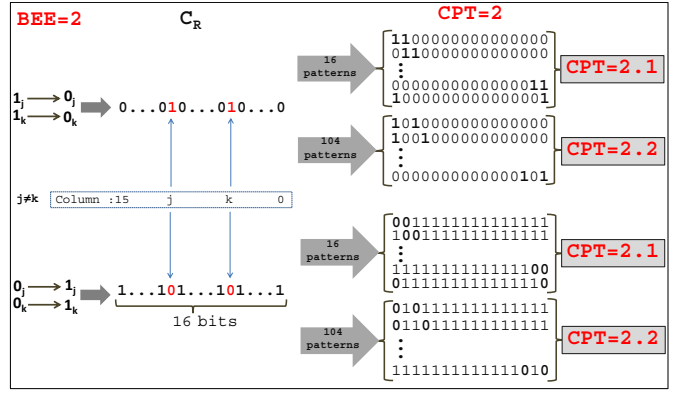 BEE=2
C_R
CPT=2
1_j → 0_j
1_k → 0_k
0...010...010...0
16 patterns
1100000000000000
0110000000000000
⋮
0000000000000011
1000000000000001
CPT=2.1
104 patterns
1010000000000000
1001000000000000
⋮
0000000000000101
CPT=2.2
j≠k
Column :15 j k 0
0_j → 1_j
0_k → 1_k
1...101...101...1
16 bits
16 patterns
0011111111111111
1001111111111111
⋮
1111111111111100
0111111111111110
CPT=2.1
104 patterns
0101111111111111
0110111111111111
⋮
1111111111111010
CPT=2.2